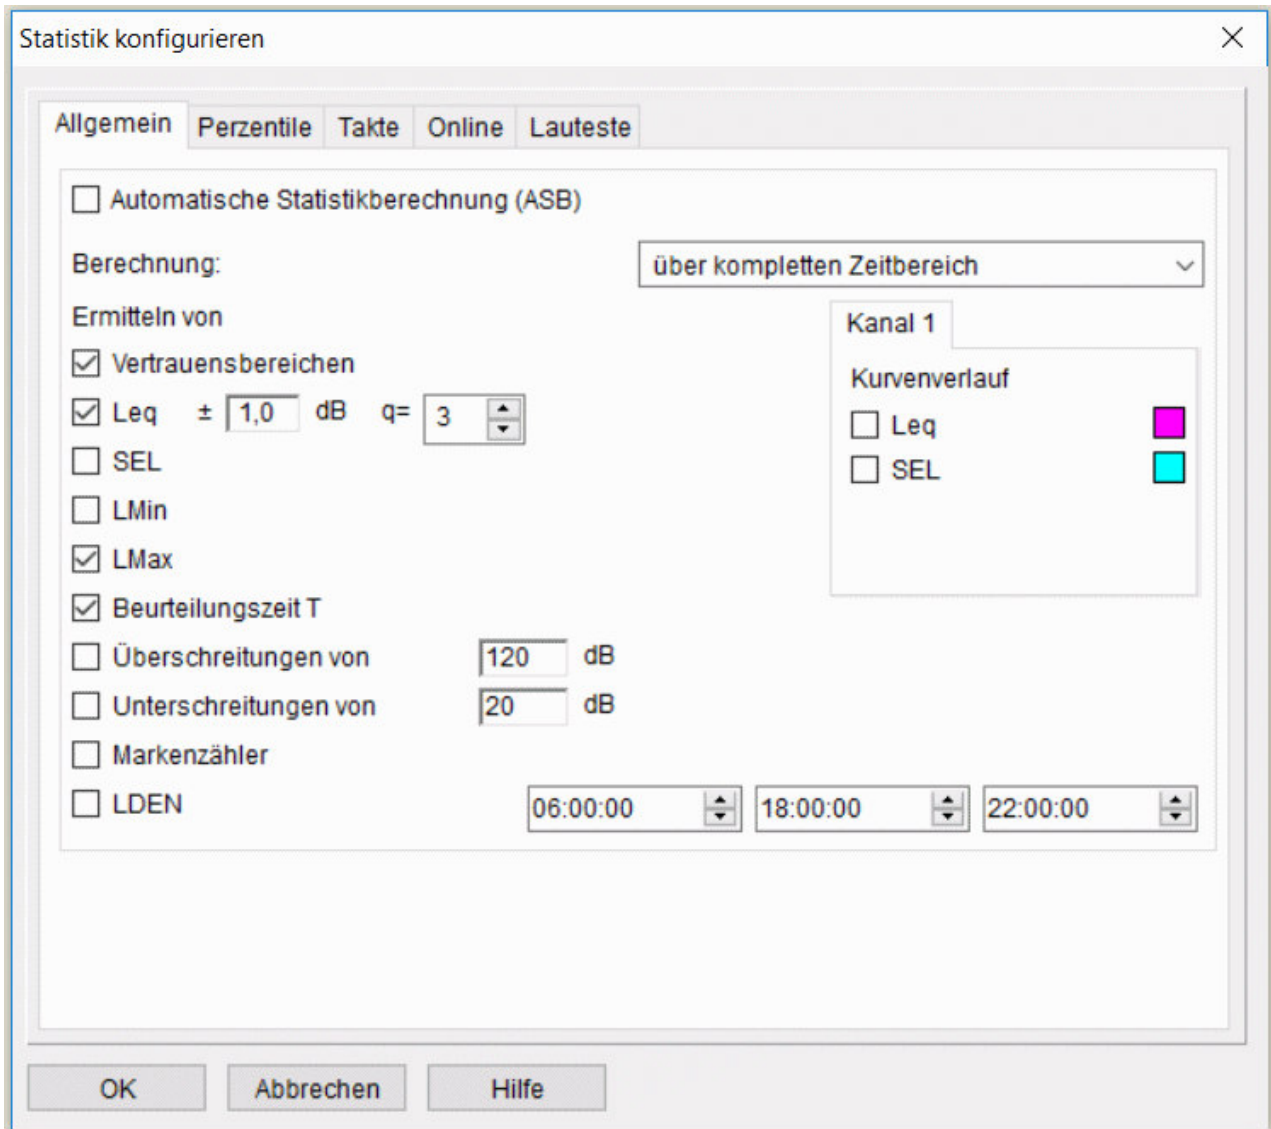 Statistik konfigurieren
Allgemein Perzentile Takte Online Lauteste
Automatische Statistikberechnung (ASB)
Berechnung: über kompletten Zeitbereich
Ermitteln von
Kanal 1
Vertrauensbereichen
Kurvenverlauf
Leq ± 1,0 dB q= 3
Leq
SEL
SEL
LMin
LMax
Beurteilungszeit T
Überschreitungen von 120 dB
Unterschreitungen von 20 dB
Markenzähler
LDEN 06:00:00 18:00:00 22:00:00
OK Abbrechen Hilfe